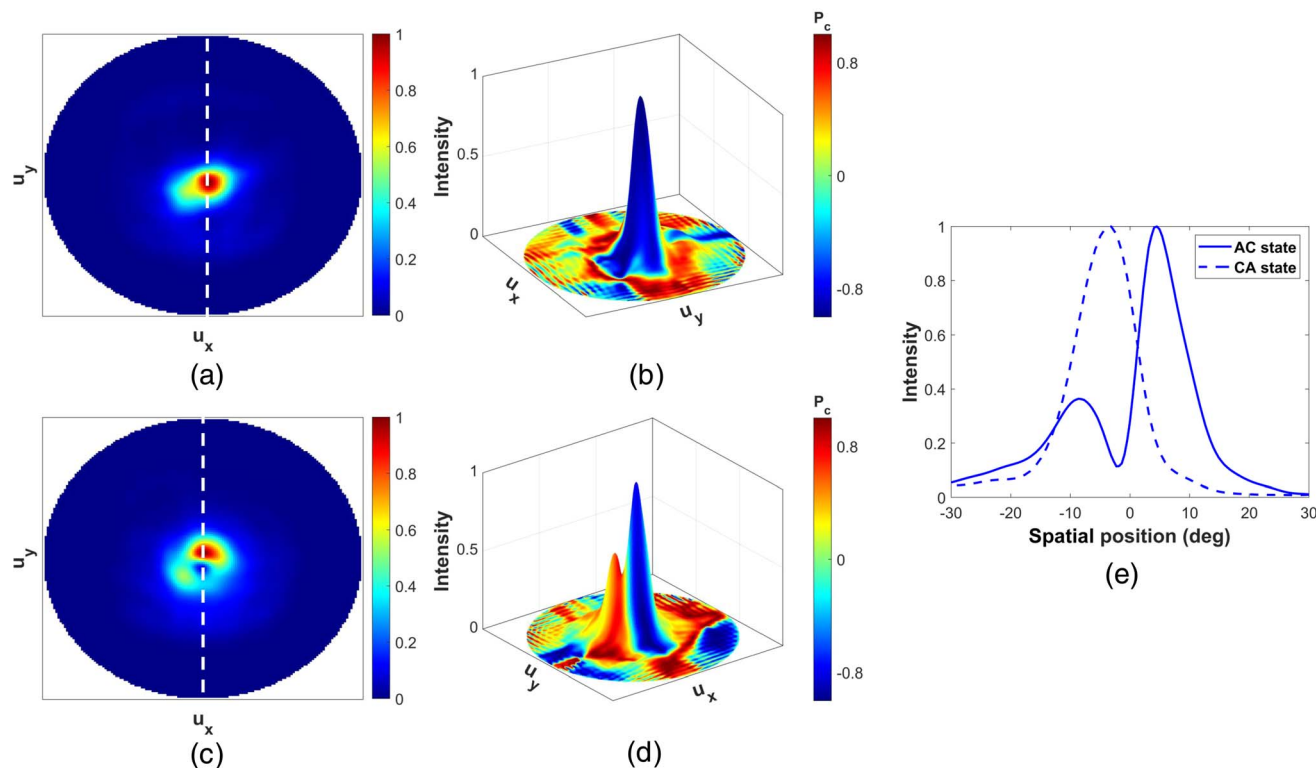 1
0.8
0.6
0.4
0.2
0
u_y
u_x
(a)
P_c
0.8
0
-0.8
1
0.5
0
Intensity
u_x
u_y
(b)
1
0.8
0.6
0.4
0.2
0
u_y
u_x
(c)
P_c
0.8
0
-0.8
1
0.5
0
Intensity
u_y
u_x
(d)
AC state
CA state
1
0.8
0.6
0.4
0.2
0
Intensity
-30 -20 -10 0 10 20 30
Spatial position (deg)
(e)